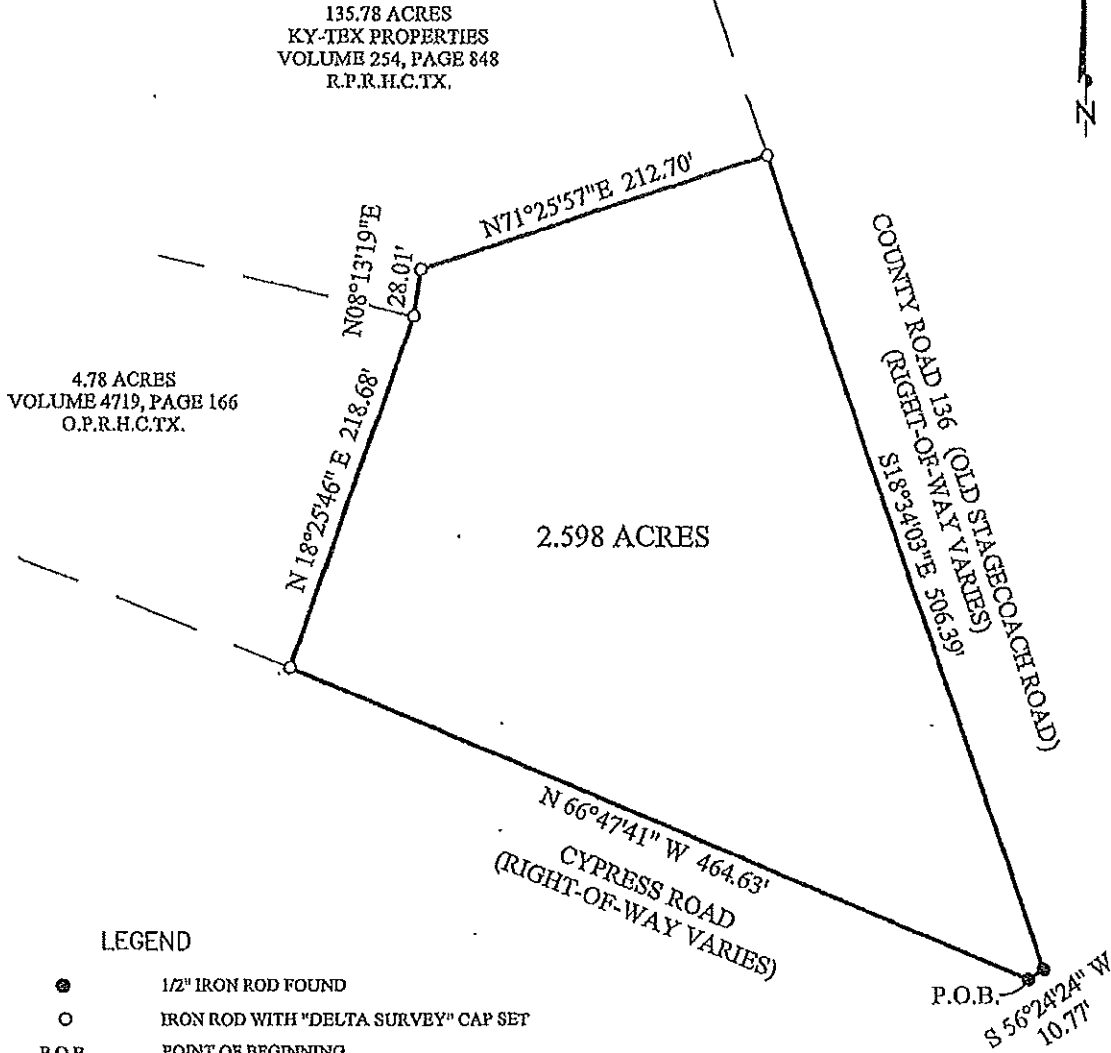 135.78 ACRES
KY-TEX PROPERTIES
VOLUME 254, PAGE 848
R.P.R.H.C.TX.
N
N71°25'57"E 212.70'
N08°13'19"E
28.01'
4.78 ACRES
VOLUME 4719, PAGE 166
O.P.R.H.C.TX.
N 18°25'46" E 218.68'
2.598 ACRES
COUNTY ROAD 136 (OLD STAGECOACH ROAD)
(RIGHT-OF-WAY VARIES)
S18°34'03"E 506.39'
N 66°47'41" W 464.63'
CYPRESS ROAD
(RIGHT-OF-WAY VARIES)
P.O.B.
S 56°24'24" W
10.77'
LEGEND
1/2" IRON ROD FOUND
IRON ROD WITH "DELTA SURVEY" CAP SET
P.O.B. POINT OF BEGINNING